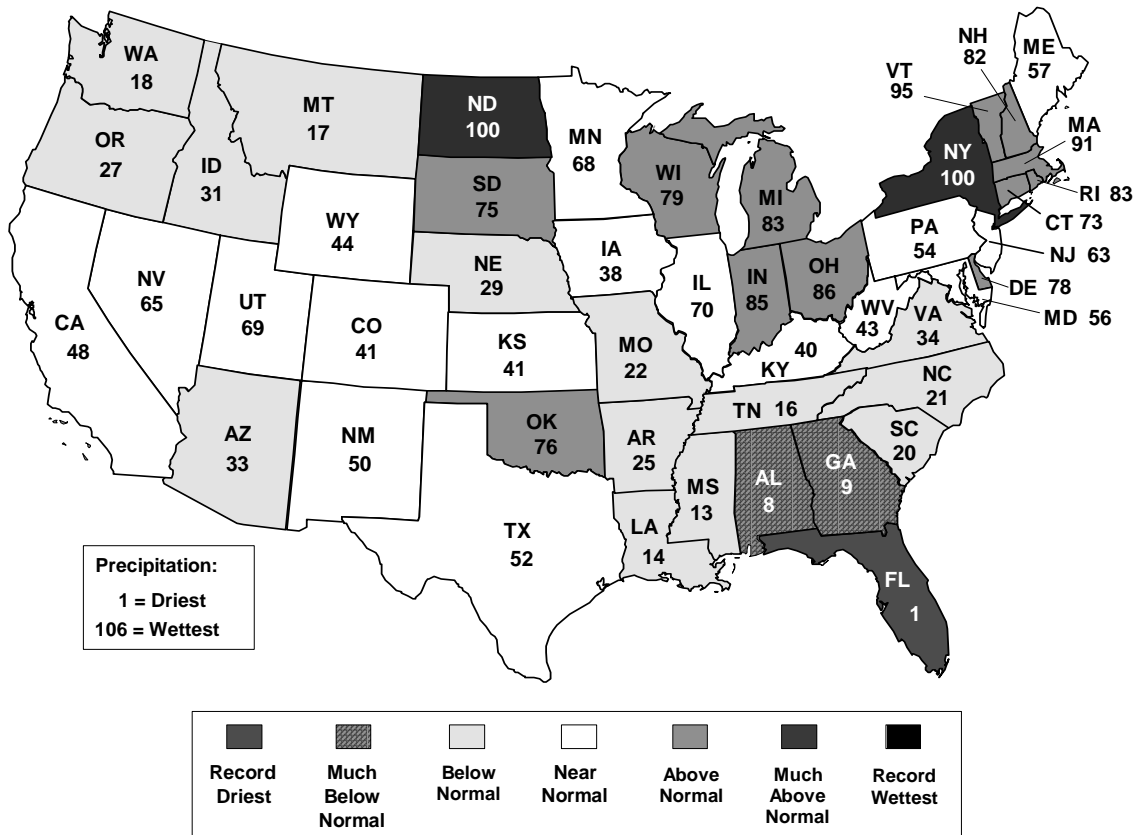 WA
18
MT
17
ND
100
MN
68
VT
95
NH
82
ME
57
MA
91
OR
27
ID
31
SD
75
WI
79
MI
83
NY
100
RI 83
CT 73
WY
44
IA
38
PA
54
NJ 63
NE
29
NV
65
UT
69
CO
41
IL
70
IN
85
OH
86
DE 78
MD 56
WV
43
VA
34
CA
48
KS
41
MO
22
40
KY
NC
21
TN 16
SC
20
AZ
33
NM
50
OK
76
AR
25
MS
13
AL
8
GA
9
TX
52
LA
14
FL
1
Precipitation:
1 = Driest
106 = Wettest
Record
Driest
Much
Below
Normal
Below
Normal
Near
Normal
Above
Normal
Much
Above
Normal
Record
Wettest